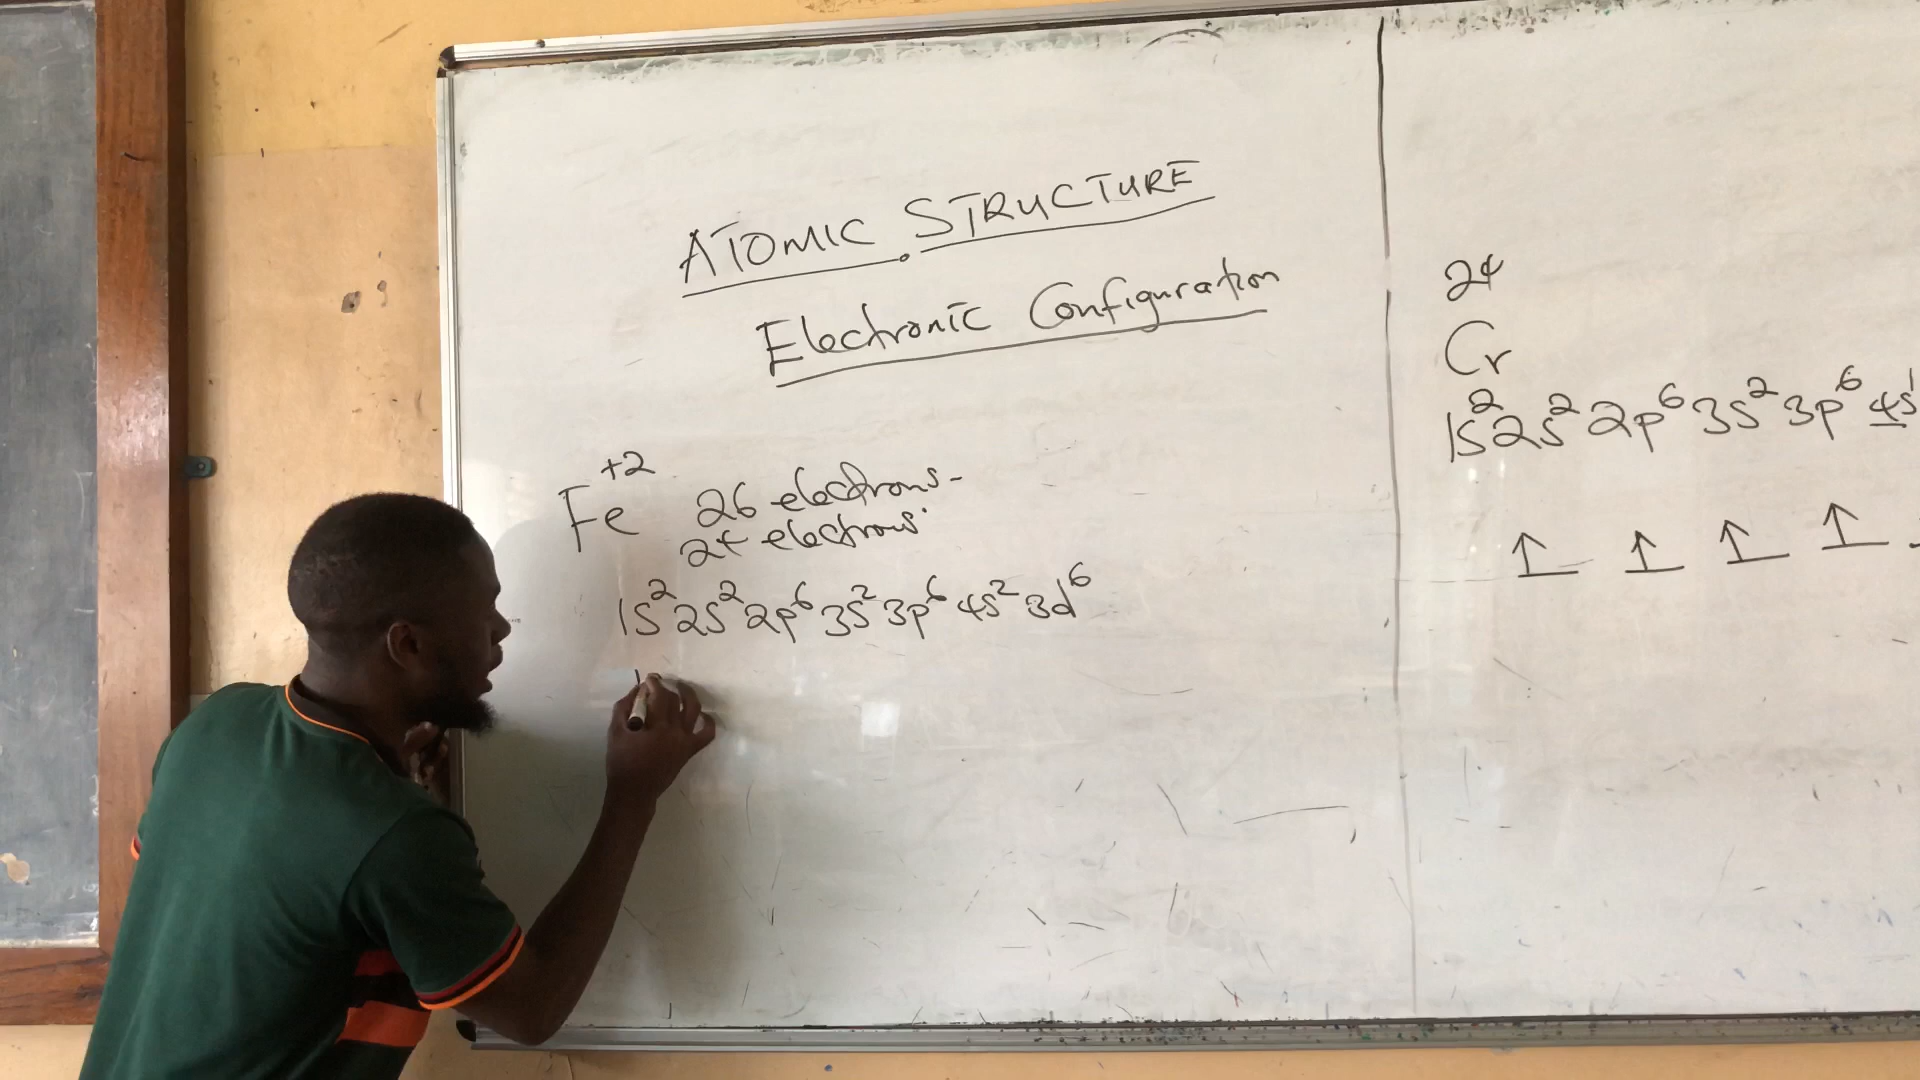 ATOMIC STRUCTURE
Electronic Configuration
Fe⁺² 26 electrons-
24 electrons.
1s² 2s² 2p⁶ 3s² 3p⁶ 4s² 3d⁶
24
Cr
1s² 2s² 2p⁶ 3s² 3p⁶ 4s¹
↑ ↑ ↑ ↑